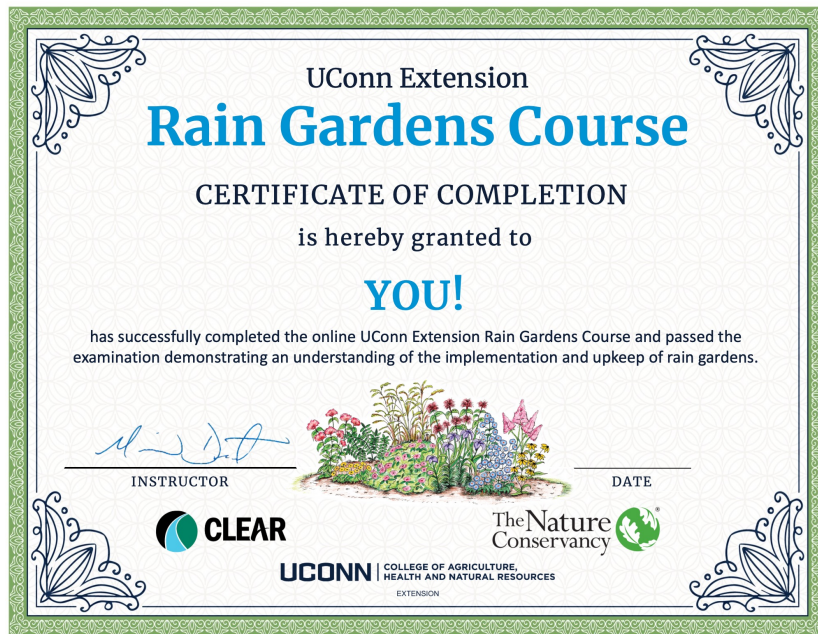 UConn Extension
Rain Gardens Course
CERTIFICATE OF COMPLETION
is hereby granted to
YOU!
has successfully completed the online UConn Extension Rain Gardens Course and passed the
examination demonstrating an understanding of the implementation and upkeep of rain gardens.
INSTRUCTOR
DATE
CLEAR
The Nature
Conservancy
®
UCONN
COLLEGE OF AGRICULTURE,
HEALTH AND NATURAL RESOURCES
EXTENSION